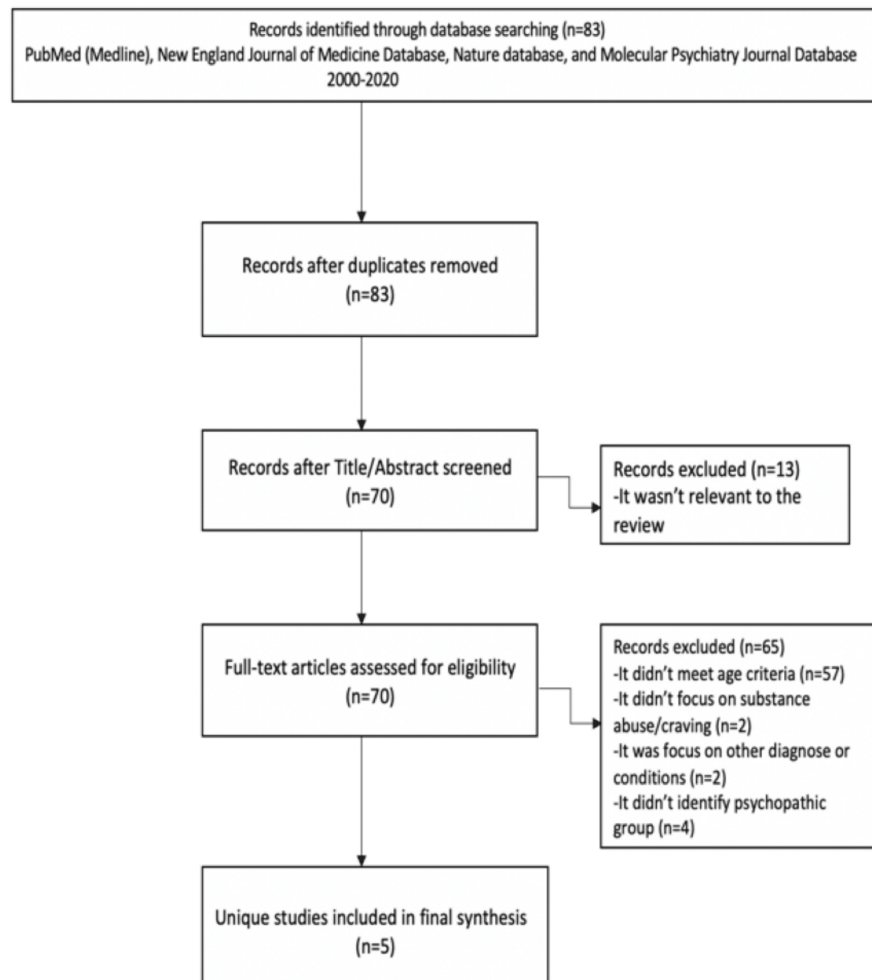 Records identified through database searching (n=83)
PubMed (Medline), New England Journal of Medicine Database, Nature database, and Molecular Psychiatry Journal Database
2000-2020
Records after duplicates removed
(n=83)
Records after Title/Abstract screened
(n=70)
Records excluded (n=13)
-It wasn't relevant to the
review
Full-text articles assessed for eligibility
(n=70)
Records excluded (n=65)
-It didn't meet age criteria (n=57)
-It didn't focus on substance
abuse/craving (n=2)
-It was focus on other diagnose or
conditions (n=2)
-It didn't identify psychopathic
group (n=4)
Unique studies included in final synthesis
(n=5)